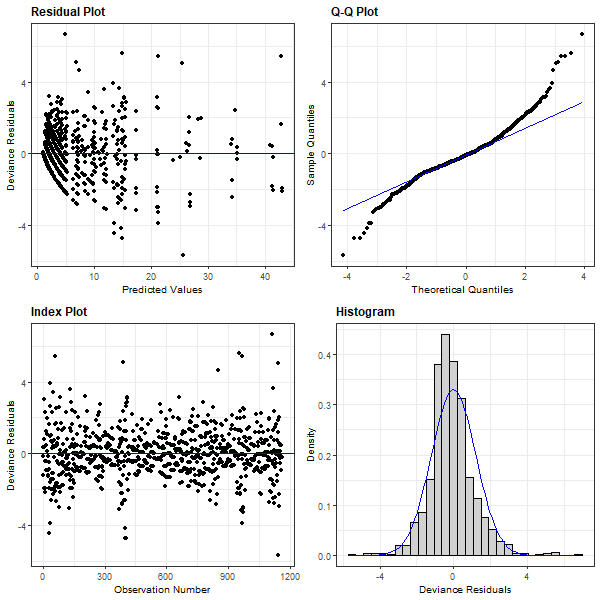 Residual Plot
Deviance Residuals
4
0
-4
0 10 20 30 40
Predicted Values
Q-Q Plot
Sample Quantiles
4
0
-4
-4 -2 0 2 4
Theoretical Quantiles
Index Plot
Deviance Residuals
4
0
-4
0 300 600 900 1200
Observation Number
Histogram
Density
0.4
0.3
0.2
0.1
0.0
-4 0 4
Deviance Residuals